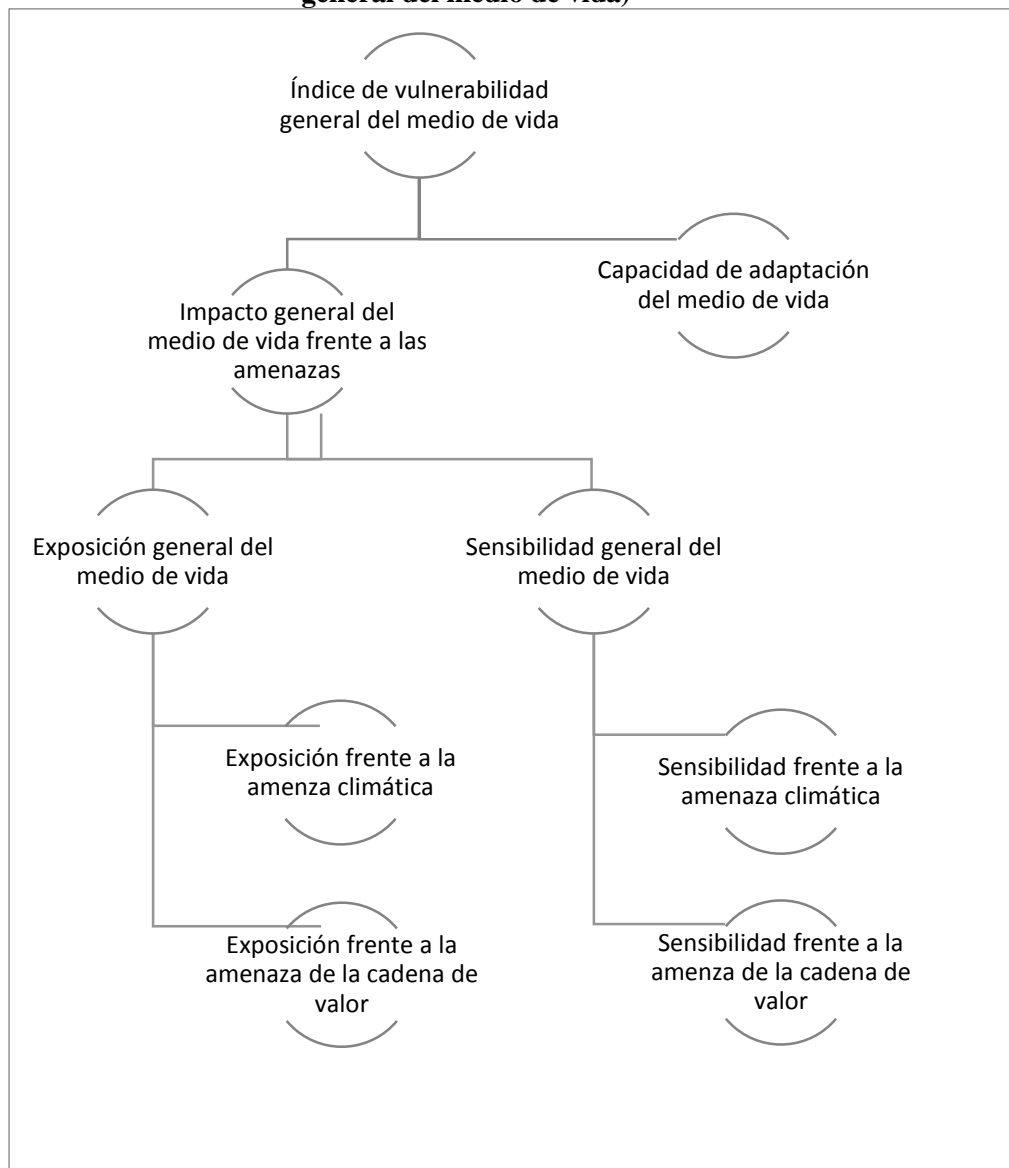 general del medio de vida)
Índice de vulnerabilidad
general del medio de vida
Capacidad de adaptación
del medio de vida
Impacto general del
medio de vida frente a las
amenazas
Exposición general del
medio de vida
Sensibilidad general del
medio de vida
Exposición frente a la
amenza climática
Sensibilidad frente a la
amenaza climática
Exposición frente a la
amenaza de la cadena de
valor
Sensibilidad frente a la
amenza de la cadena de
valor